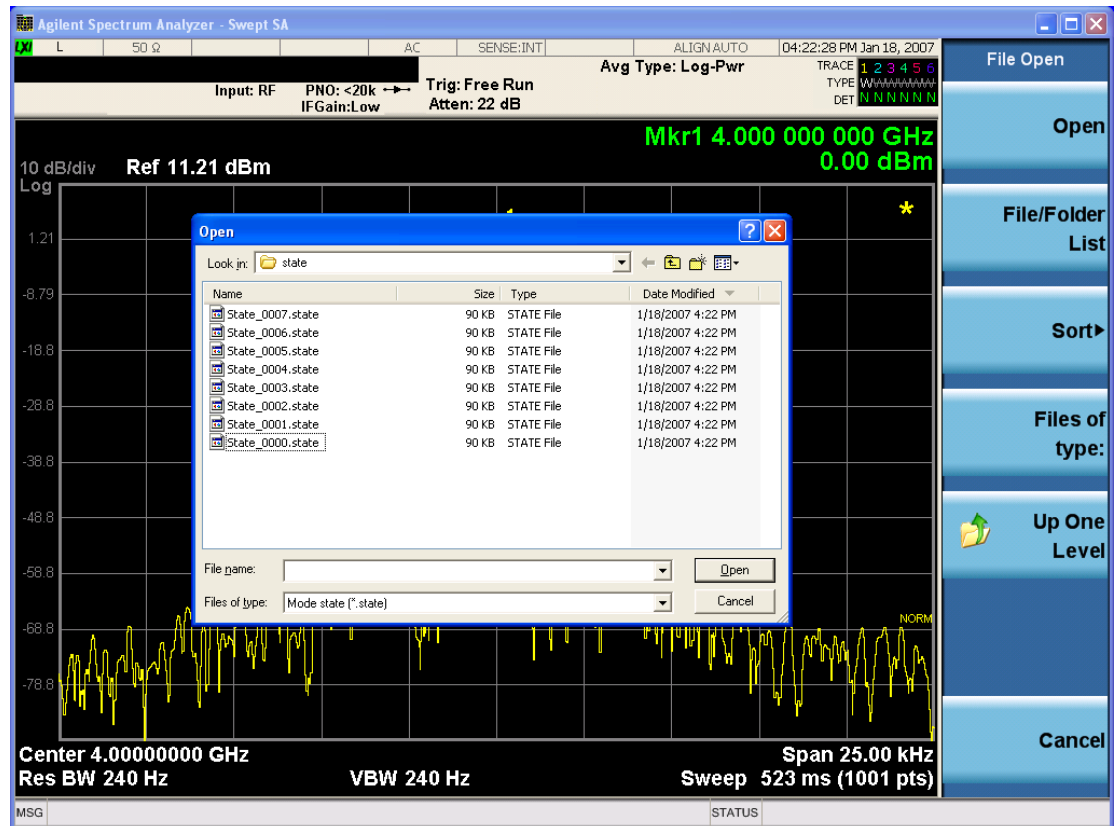 Agilent Spectrum Analyzer - Swept SA
LXI L 50 Ω AC SENSE:INT ALIGN AUTO 04:22:28 PM Jan 18, 2007
Input: RF PNO: <20k Trig: Free Run Avg Type: Log-Pwr TRACE 1 2 3 4 5 6
IFGain:Low Atten: 22 dB TYPE WWWWWW
DET N N N N N N
Mkr1 4.000 000 000 GHz
0.00 dBm
10 dB/div Ref 11.21 dBm
Log
1.21
-8.79
-18.8
-28.8
-38.8
-48.8
-58.8
-68.8
-78.8
*
Open
Look in: state
Name Size Type Date Modified
State_0007.state 90 KB STATE File 1/18/2007 4:22 PM
State_0006.state 90 KB STATE File 1/18/2007 4:22 PM
State_0005.state 90 KB STATE File 1/18/2007 4:22 PM
State_0004.state 90 KB STATE File 1/18/2007 4:22 PM
State_0003.state 90 KB STATE File 1/18/2007 4:22 PM
State_0002.state 90 KB STATE File 1/18/2007 4:22 PM
State_0001.state 90 KB STATE File 1/18/2007 4:22 PM
State_0000.state 90 KB STATE File 1/18/2007 4:22 PM
File name: Open
Files of type: Mode state (*.state) Cancel
NORM
Center 4.00000000 GHz Span 25.00 kHz
Res BW 240 Hz VBW 240 Hz Sweep 523 ms (1001 pts)
MSG STATUS
File Open
Open
File/Folder
List
Sort
Files of
type:
Up One
Level
Cancel